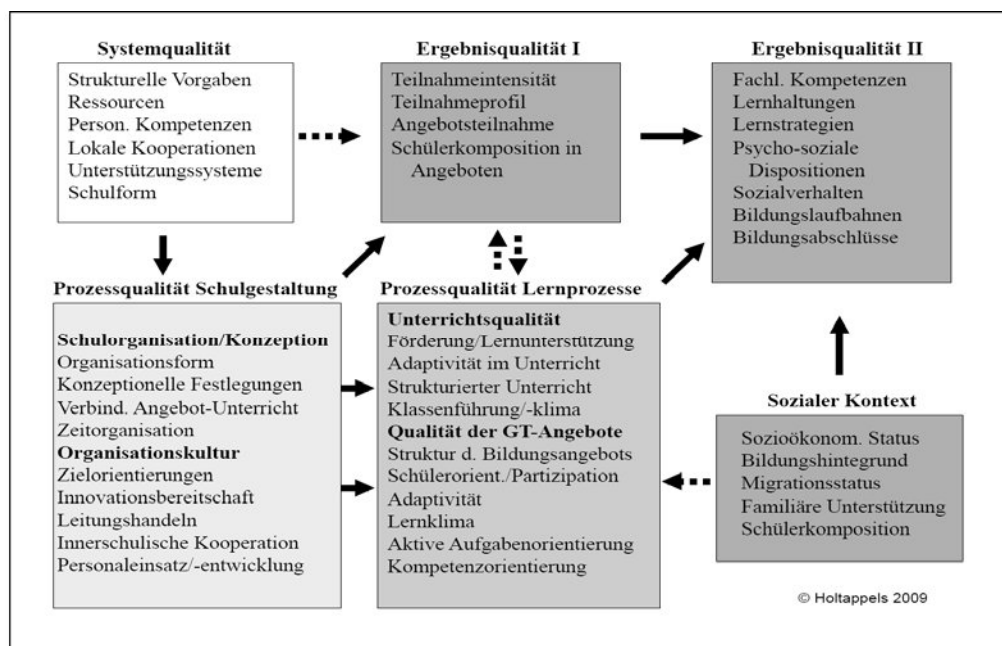 Systemqualität
Strukturelle Vorgaben
Ressourcen
Person. Kompetenzen
Lokale Kooperationen
Unterstützungssysteme
Schulform
Ergebnisqualität I
Teilnahmeintensität
Teilnahmeprofil
Angebotsteilnahme
Schülerkomposition in
Angeboten
Ergebnisqualität II
Fachl. Kompetenzen
Lernhaltungen
Lernstrategien
Psycho-soziale
Dispositionen
Sozialverhalten
Bildungslaufbahnen
Bildungsabschlüsse
Prozessqualität Schulgestaltung
Schulorganisation/Konzeption
Organisationsform
Konzeptionelle Festlegungen
Verbind. Angebot-Unterricht
Zeitorganisation
Organisationskultur
Zielorientierungen
Innovationsbereitschaft
Leitungshandeln
Innerschulische Kooperation
Personaleinsatz/-entwicklung
Prozessqualität Lernprozesse
Unterrichtsqualität
Förderung/Lernunterstützung
Adaptivität im Unterricht
Strukturierter Unterricht
Klassenführung/-klima
Qualität der GT-Angebote
Struktur d. Bildungsangebots
Schülerorient./Partizipation
Adaptivität
Lernklima
Aktive Aufgabenorientierung
Kompetenzorientierung
Sozialer Kontext
Sozioökonom. Status
Bildungshintegrund
Migrationsstatus
Familiäre Unterstützung
Schülerkomposition
© Holtappels 2009